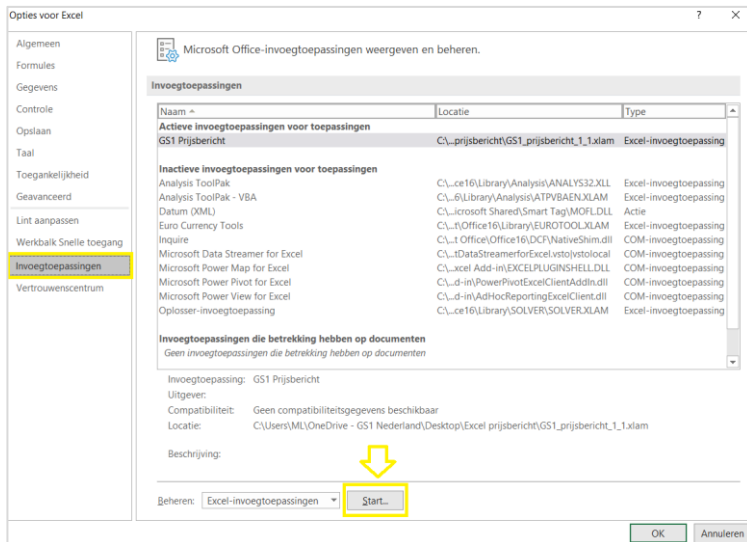 Opties voor Excel
? ×
Algemeen
Formules
Gegevens
Controle
Opslaan
Taal
Toegankelijkheid
Geavanceerd
Lint aanpassen
Werkbalk Snelle toegang
Invoegtoepassingen
Vertrouwenscentrum
Microsoft Office-invoegtoepassingen weergeven en beheren.
Invoegtoepassingen
Naam Locatie Type
Actieve invoegtoepassingen voor toepassingen
GS1 Prijsbericht C:\...prijsbericht\GS1_prijsbericht_1_1.xlam Excel-invoegtoepassing
Inactieve invoegtoepassingen voor toepassingen
Analysis ToolPak C:\...ce16\Library\Analysis\ANALYS32.XLL Excel-invoegtoepassing
Analysis ToolPak - VBA C:\...6\Library\Analysis\ATPVBAEN.XLAM Excel-invoegtoepassing
Datum (XML) C:\...icrosoft Shared\Smart Tag\MOFL.DLL Actie
Euro Currency Tools C:\...t\Office16\Library\EUROTOOL.XLAM Excel-invoegtoepassing
Inquire C:\...t Office\Office16\DCF\NativeShim.dll COM-invoegtoepassing
Microsoft Data Streamer for Excel C:\...tDataStreamerforExcel.vsto|vstolocal COM-invoegtoepassing
Microsoft Power Map for Excel C:\...xcel Add-in\EXCELPLUGINSHELL.DLL COM-invoegtoepassing
Microsoft Power Pivot for Excel C:\...d-in\PowerPivotExcelClientAddIn.dll COM-invoegtoepassing
Microsoft Power View for Excel C:\...d-in\AdHocReportingExcelClient.dll COM-invoegtoepassing
Oplosser-invoegtoepassing C:\...ce16\Library\SOLVER\SOLVER.XLAM Excel-invoegtoepassing
Invoegtoepassingen die betrekking hebben op documenten
Geen invoegtoepassingen die betrekking hebben op documenten
Invoegtoepassing: GS1 Prijsbericht
Uitgever:
Compatibiliteit: Geen compatibiliteitsgegevens beschikbaar
Locatie: C:\Users\ML\OneDrive - GS1 Nederland\Desktop\Excel prijsbericht\GS1_prijsbericht_1_1.xlam
Beschrijving:
Beheren: Excel-invoegtoepassingen Start...
OK Annuleren